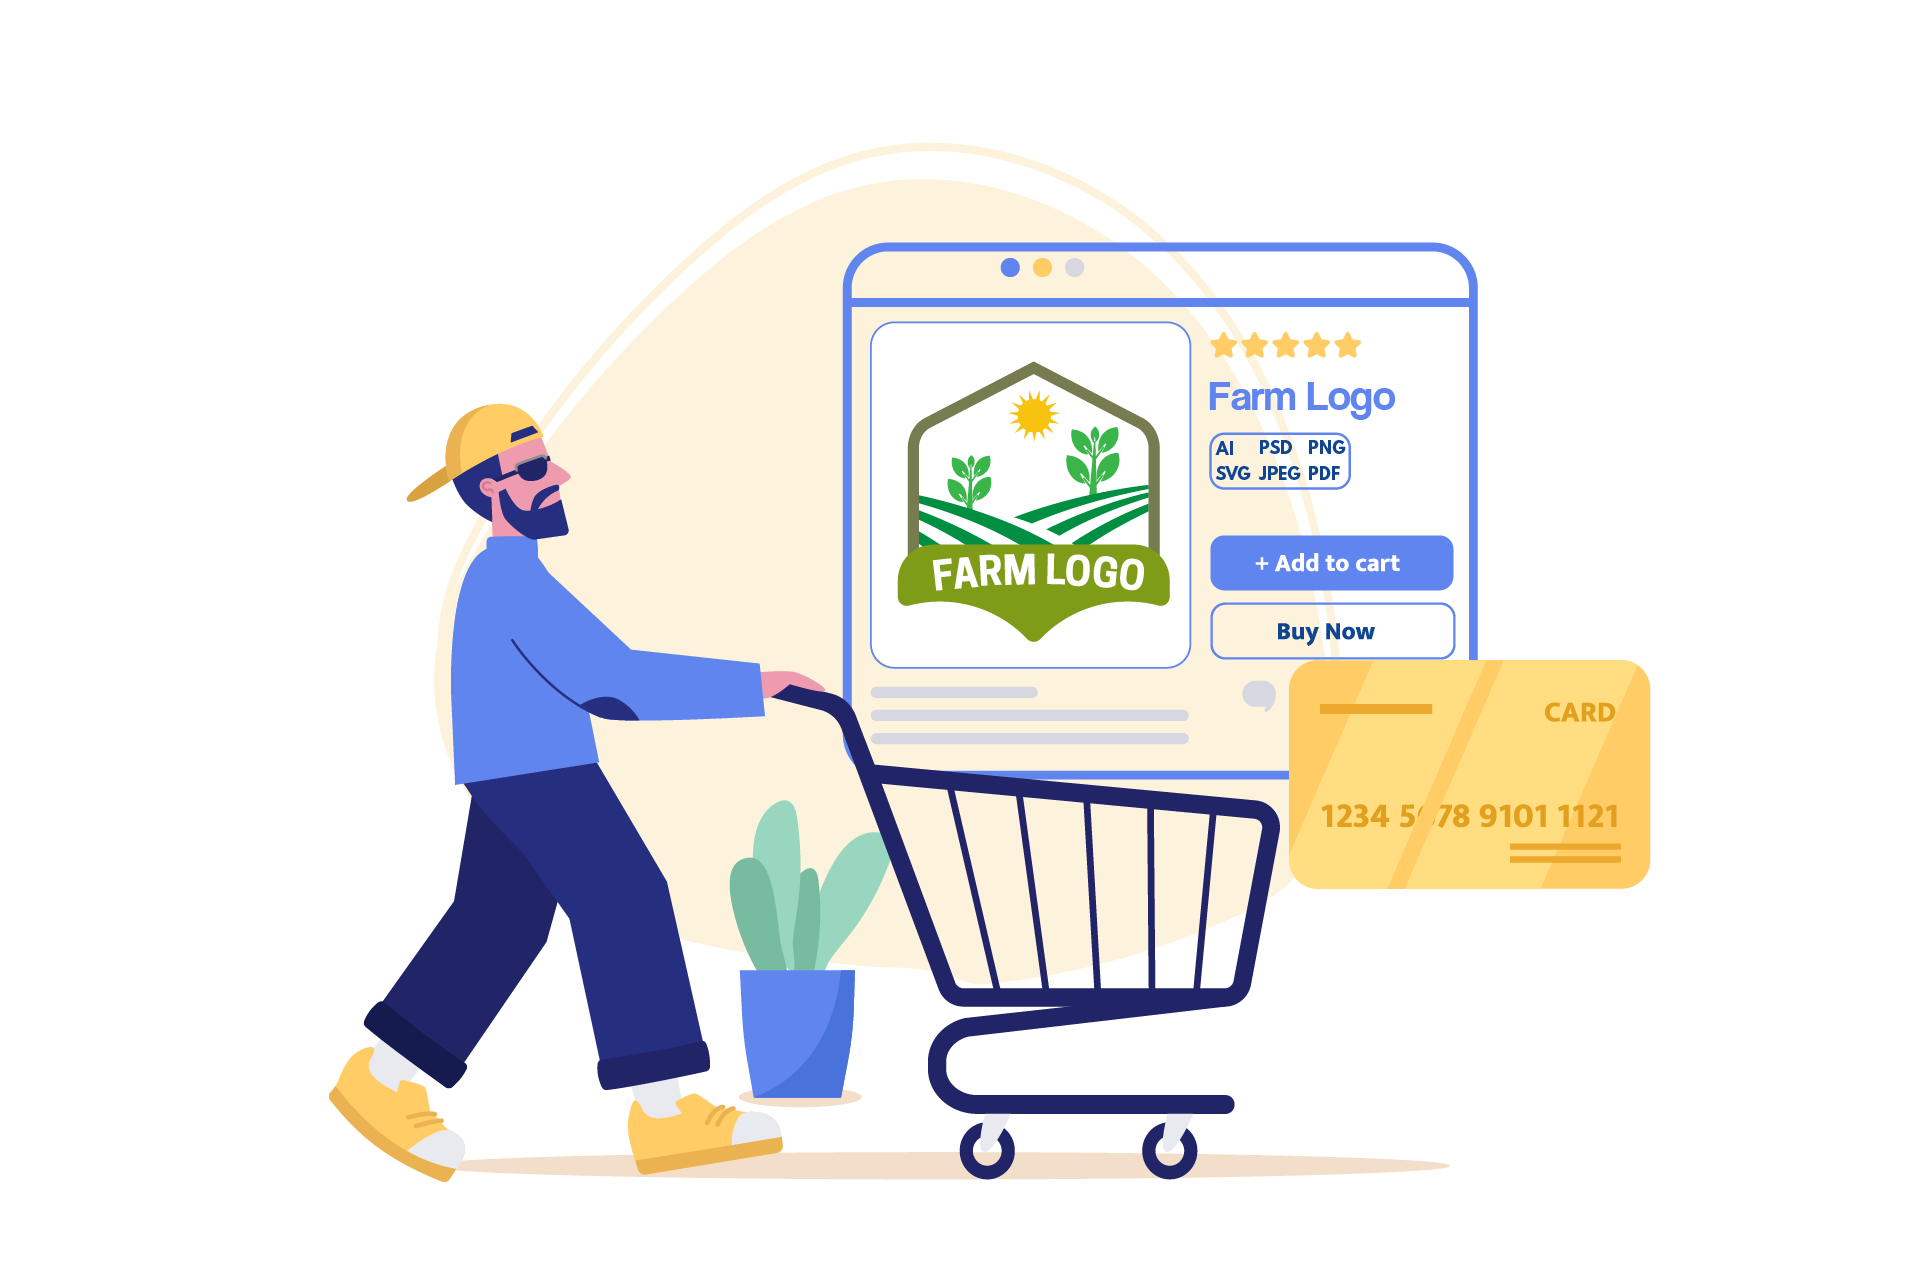 FARM LOGO
Farm Logo
AI PSD PNG
SVG JPEG PDF
+ Add to cart
Buy Now
CARD
1234 5678 9101 1121